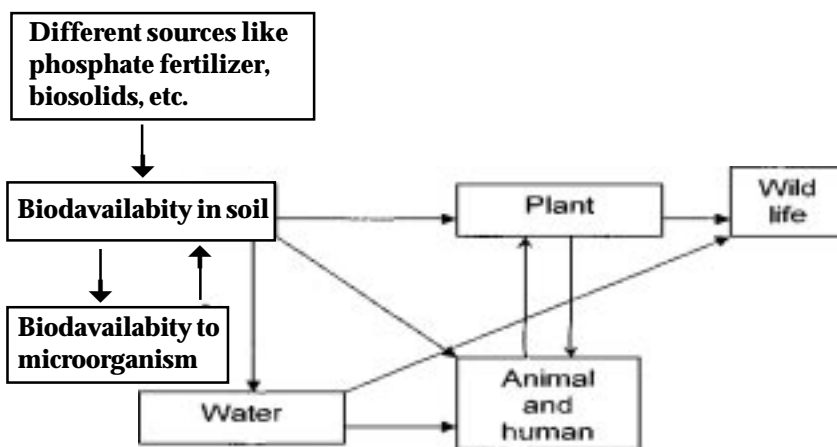 Different sources like
phosphate fertilizer,
biosolids, etc.
Biodavailabity in soil
Plant
Wild
life
Biodavailabity to
microorganism
Water
Animal
and
human